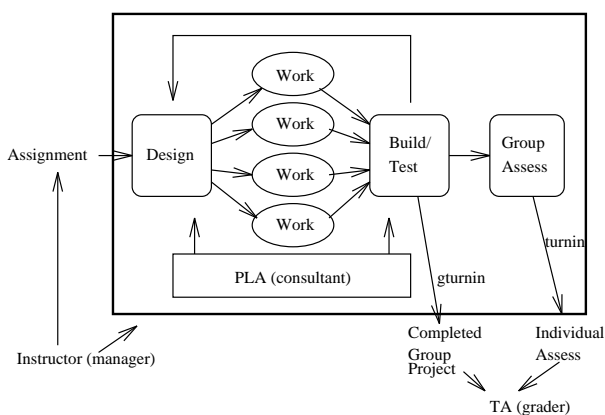 Work
Work
Work
Work
Assignment
Design
Build/
Test
Group
Assess
PLA (consultant)
gturnin
turnin
Instructor (manager)
Completed
Group
Project
Individual
Assess
TA (grader)